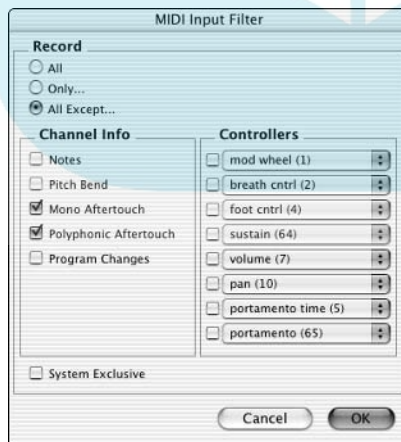 MIDI Input Filter
Record
All
Only...
All Except...
Channel Info
Notes
Pitch Bend
Mono Aftertouch
Polyphonic Aftertouch
Program Changes
Controllers
mod wheel (1)
breath cntrl (2)
foot cntrl (4)
sustain (64)
volume (7)
pan (10)
portamento time (5)
portamento (65)
System Exclusive
Cancel
OK